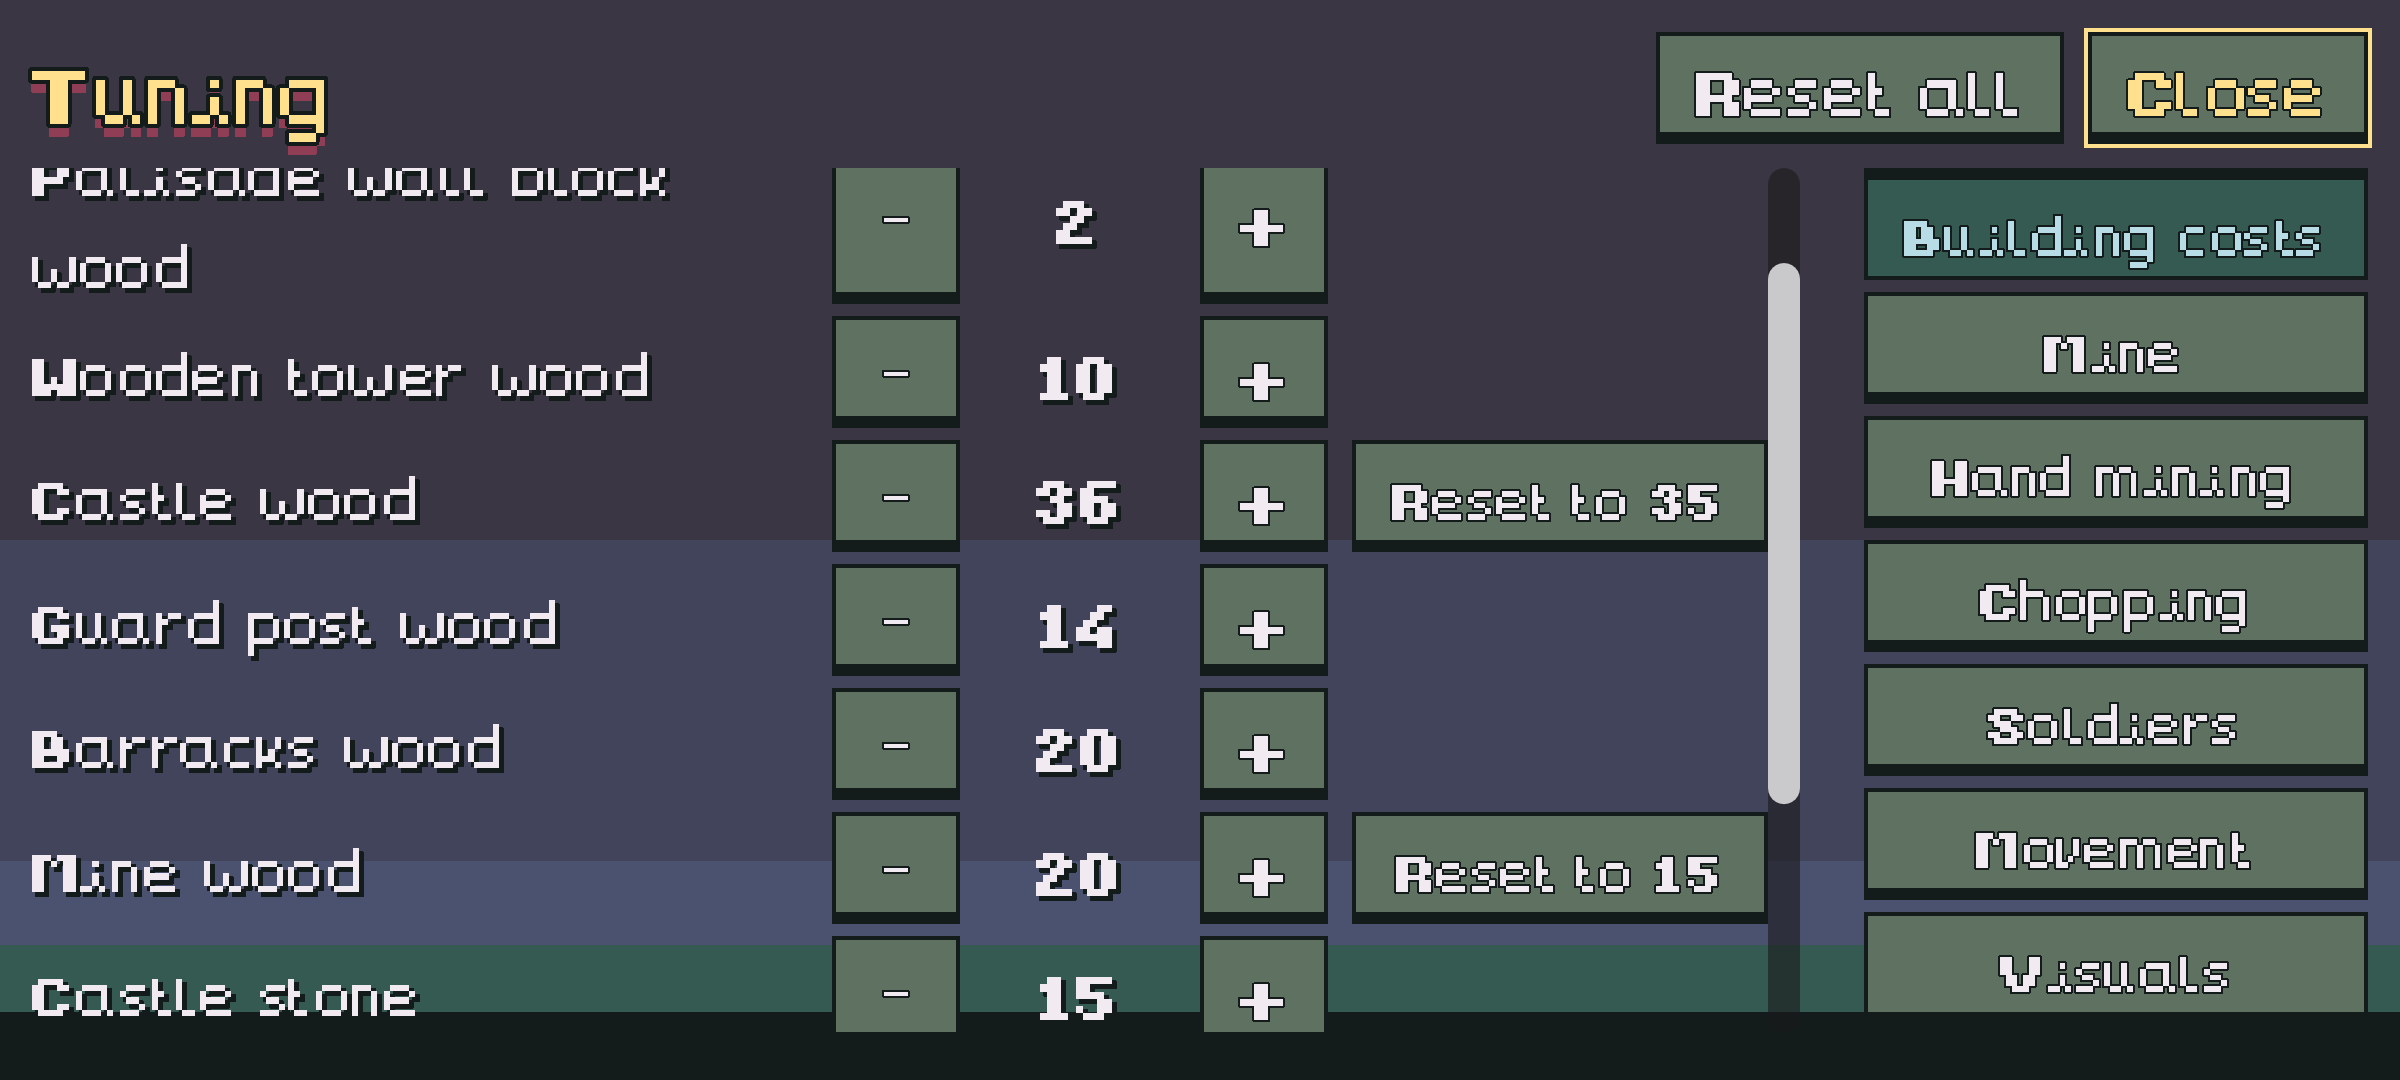 Tuning
Reset all
Close
Palisade wall block
wood
- 2 +
Wooden tower wood - 10 +
Castle wood - 36 + Reset to 35
Guard post wood - 14 +
Barracks wood - 20 +
Mine wood - 20 + Reset to 15
Castle stone - 15 +
Building costs
Mine
Hand mining
Chopping
Soldiers
Movement
Visuals